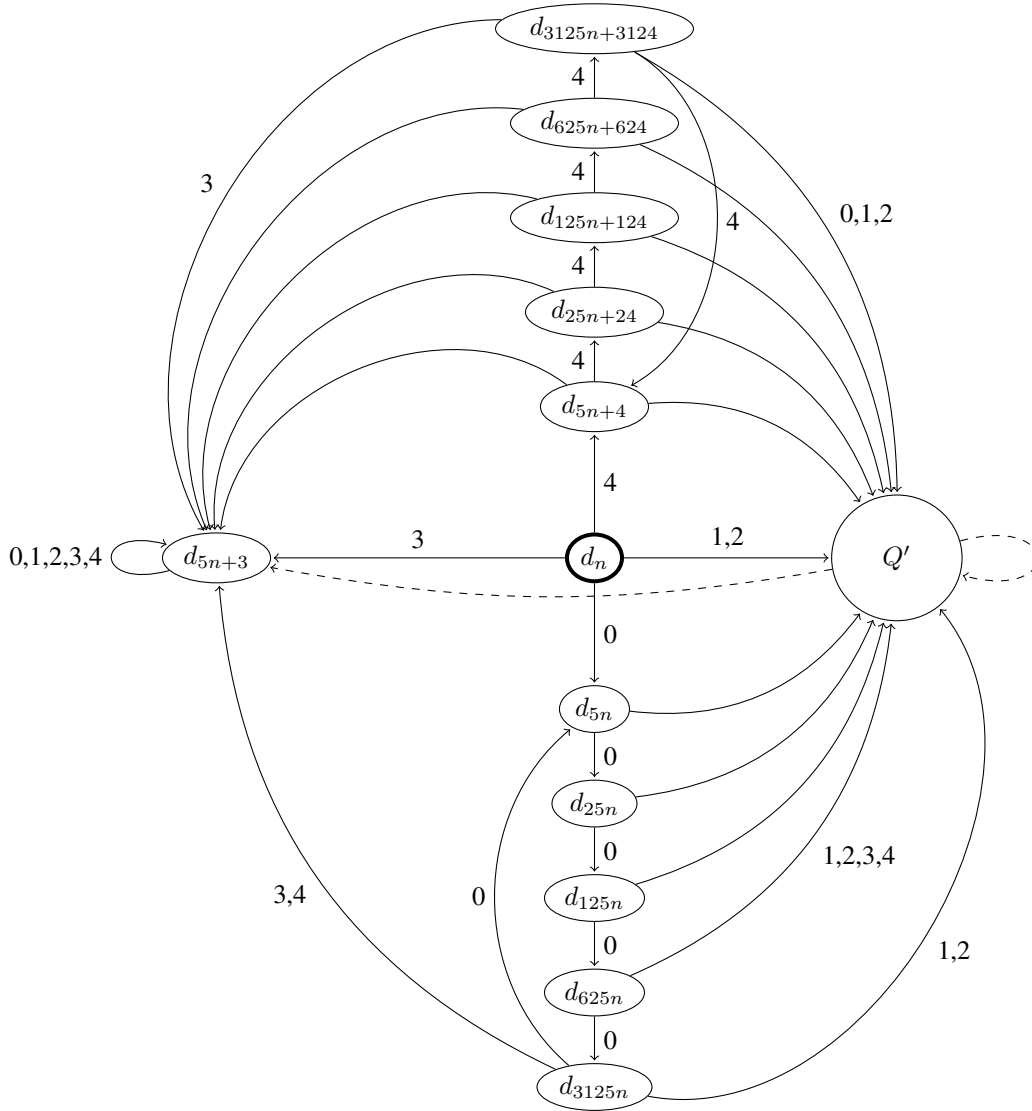 d_{3125n+3124}
4
d_{625n+624}
4
3
0,1,2
d_{125n+124}
4
4
d_{25n+24}
4
d_{5n+4}
4
0,1,2,3,4
d_{5n+3}
3
d_n
1,2
Q′
0
d_{5n}
0
d_{25n}
0
1,2,3,4
3,4
0
d_{125n}
0
1,2
d_{625n}
0
d_{3125n}